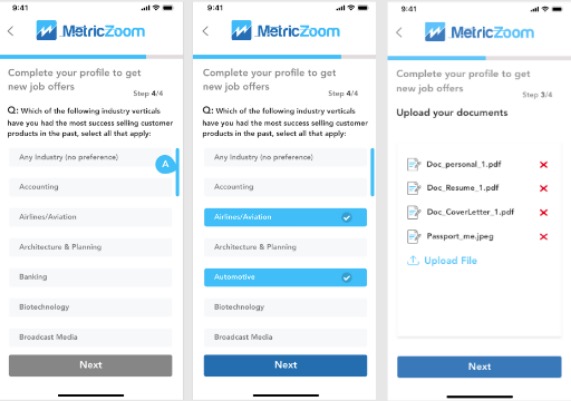 9:41
MetricZoom
Complete your profile to get
new job offers
Step 4/4
Q: Which of the following industry verticals
have you had the most success selling customer
products in the past, select all that apply:
Any Industry (no preference)
A
Accounting
Airlines/Aviation
Architecture & Planning
Banking
Biotechnology
Broadcast Media
Next
9:41
MetricZoom
Complete your profile to get
new job offers
Step 4/4
Q: Which of the following industry verticals
have you had the most success selling customer
products in the past, select all that apply:
Any Industry (no preference)
Accounting
Airlines/Aviation
Architecture & Planning
Automotive
Biotechnology
Broadcast Media
Next
9:41
MetricZoom
Complete your profile to get
new job offers
Step 3/4
Upload your documents
Doc_personal_1.pdf
Doc_Resume_1.pdf
Doc_CoverLetter_1.pdf
Passport_me.jpeg
Upload File
Next